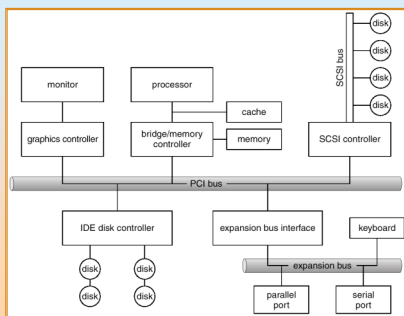 SCSI bus
disk
disk
disk
disk
monitor
processor
cache
graphics controller
bridge/memory
controller
memory
SCSI controller
PCI bus
IDE disk controller
expansion bus interface
keyboard
disk
disk
disk
disk
expansion bus
parallel
port
serial
port